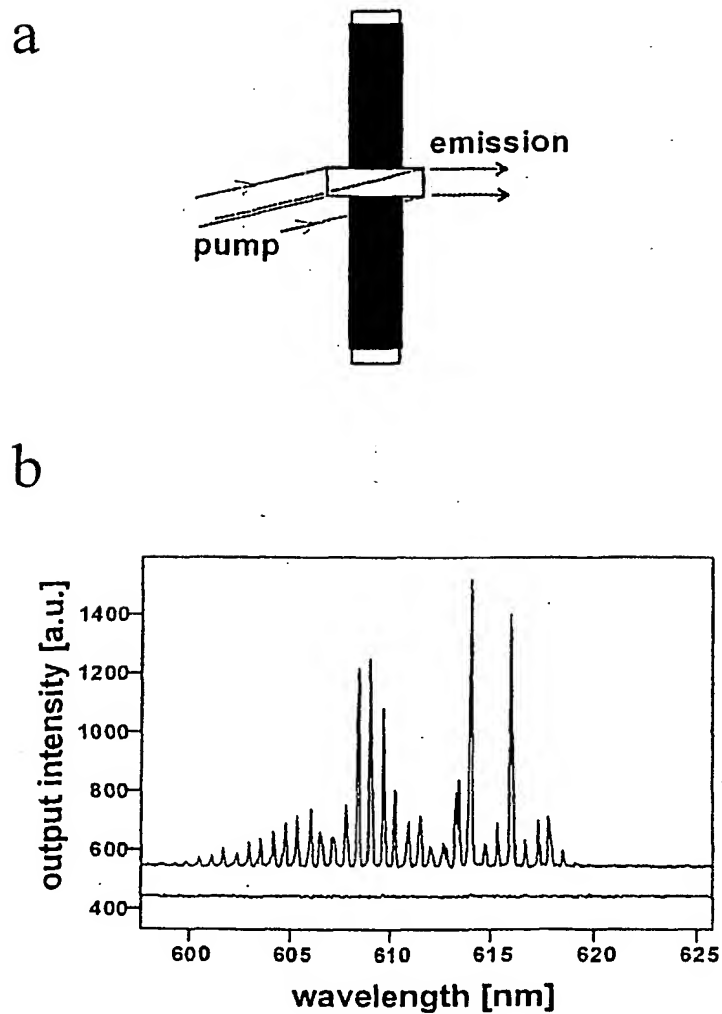 a
emission
pump
b
output intensity [a.u.]
1400
1200
1000
800
600
400
600 605 610 615 620 625
wavelength [nm]